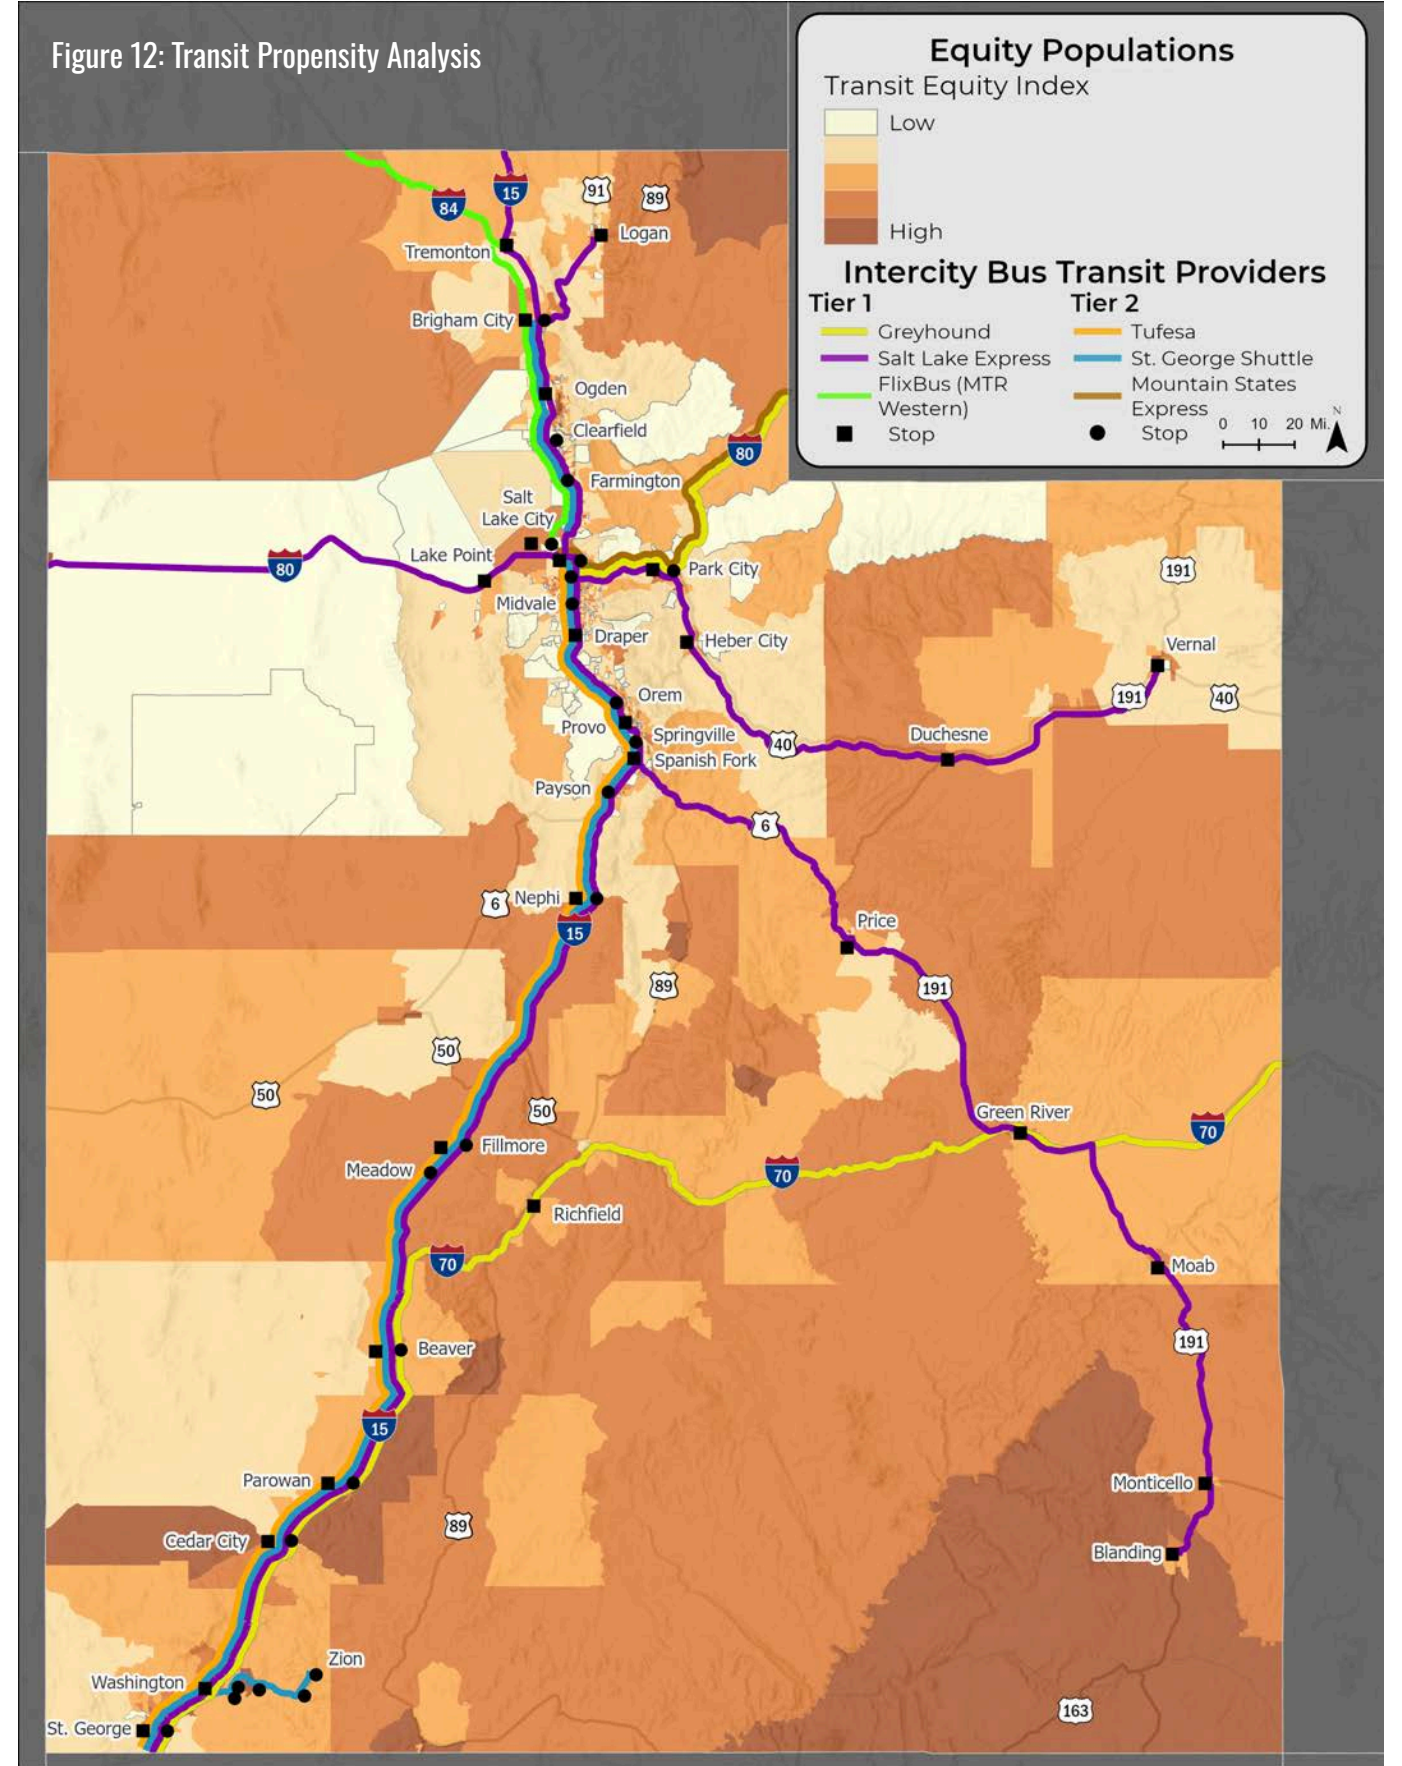 Figure 12: Transit Propensity Analysis
Equity Populations
Transit Equity Index
Low
High
Intercity Bus Transit Providers
Tier 1
Tier 2
Greyhound
Tufesa
Salt Lake Express
St. George Shuttle
FlixBus (MTR
Western)
Mountain States
Express
Stop
Stop
0 10 20 Mi.
N
15
91
89
84
Logan
Tremonton
Brigham City
Ogden
Clearfield
80
Farmington
Salt
Lake City
Lake Point
80
Park City
191
Midvale
Draper
Heber City
Vernal
Orem
191
40
Provo
Springville
Duchesne
40
Spanish Fork
Payson
6
6
Nephi
15
Price
89
191
50
50
50
Green River
70
Fillmore
Meadow
70
Richfield
70
Moab
191
Beaver
15
Parowan
Monticello
89
Cedar City
Blanding
Zion
Washington
163
St. George